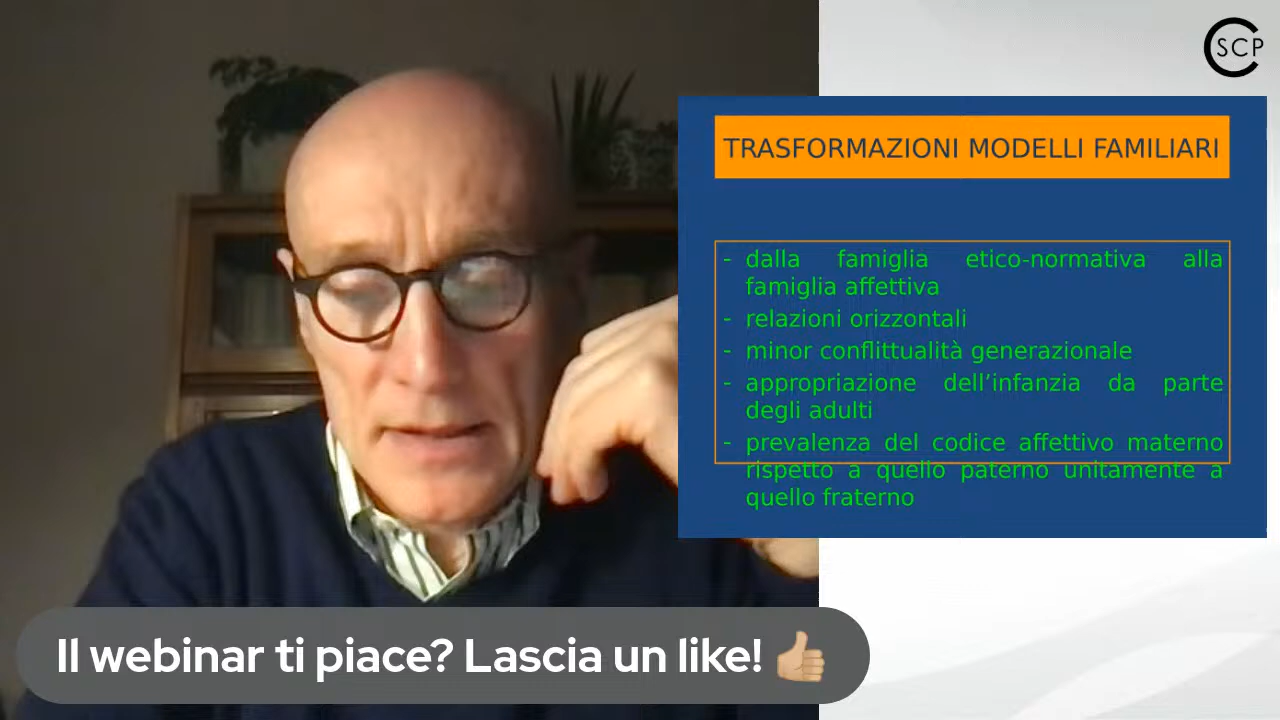 SCP
TRASFORMAZIONI MODELLI FAMILIARI
- dalla famiglia etico-normativa alla
famiglia affettiva
- relazioni orizzontali
- minor conflittualità generazionale
- appropriazione dell’infanzia da parte
degli adulti
- prevalenza del codice affettivo materno
rispetto a quello paterno unitamente a
quello fraterno
Il webinar ti piace? Lascia un like! 👍🏼